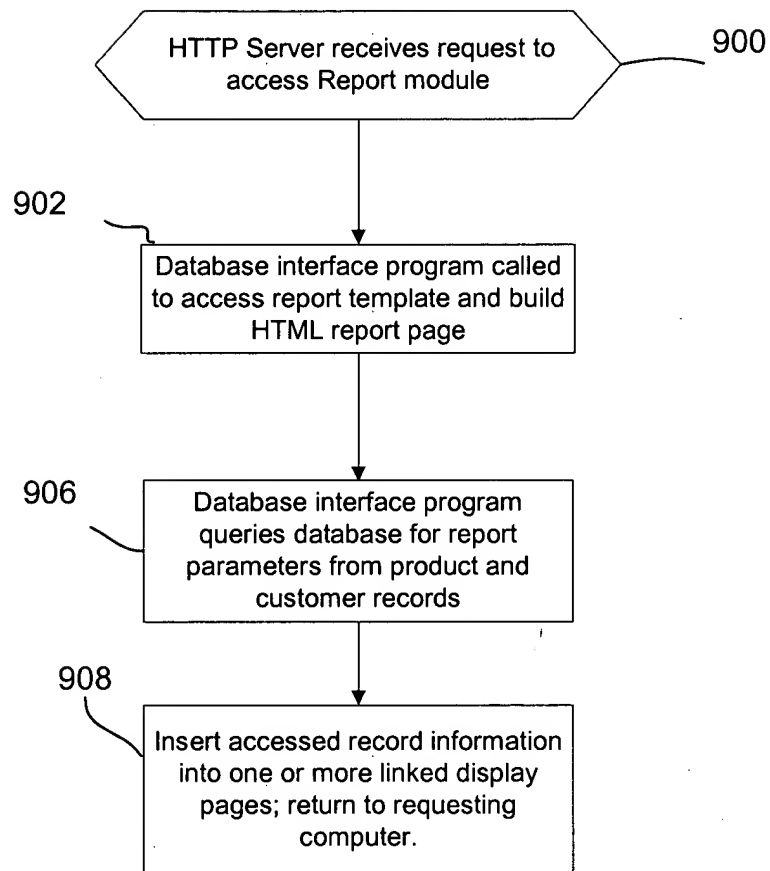 HTTP Server receives request to
access Report module
900
902
Database interface program called
to access report template and build
HTML report page
906
Database interface program
queries database for report
parameters from product and
customer records
908
Insert accessed record information
into one or more linked display
pages; return to requesting
computer.